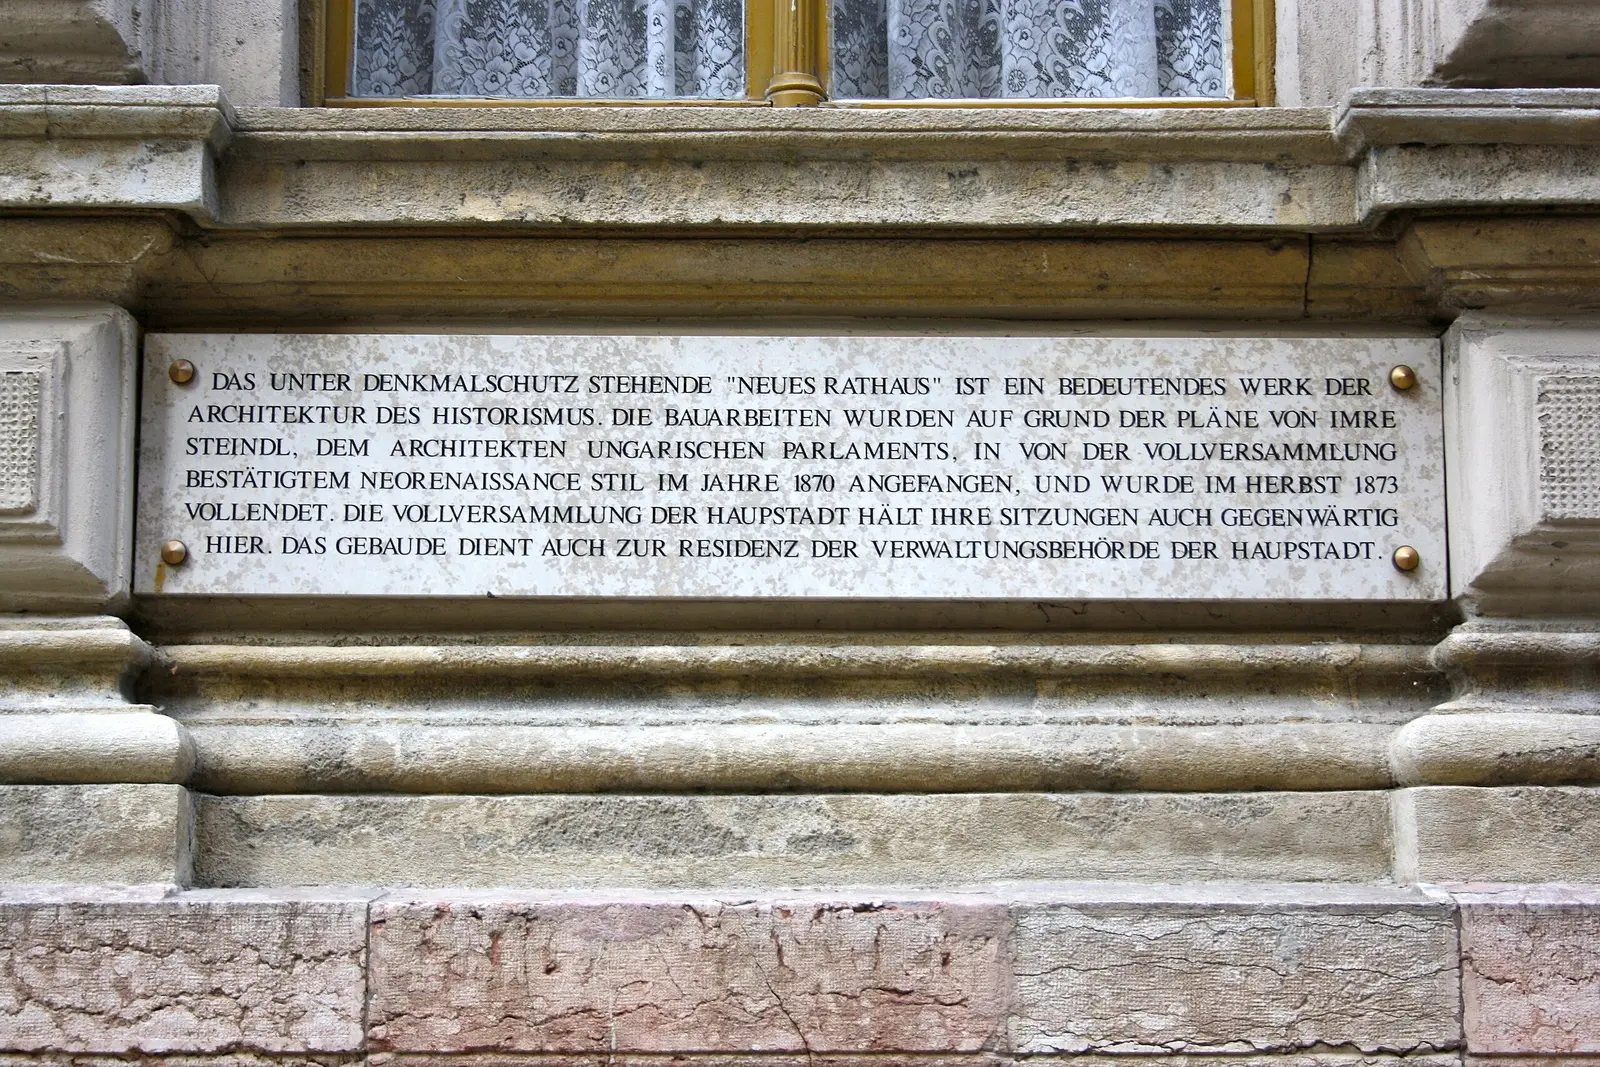 DAS UNTER DENKMALSCHUTZ STEHENDE "NEUES RATHAUS" IST EIN BEDEUTENDES WERK DER
ARCHITEKTUR DES HISTORISMUS. DIE BAUARBEITEN WURDEN AUF GRUND DER PLÄNE VON IMRE
STEINDL, DEM ARCHITEKTEN UNGARISCHEN PARLAMENTS, IN VON DER VOLLVERSAMMLUNG
BESTÄTIGTEM NEORENAISSANCE STIL IM JAHRE 1870 ANGEFANGEN, UND WURDE IM HERBST 1873
VOLLENDET. DIE VOLLVERSAMMLUNG DER HAUPSTADT HÄLT IHRE SITZUNGEN AUCH GEGENWÄRTIG
HIER. DAS GEBAUDE DIENT AUCH ZUR RESIDENZ DER VERWALTUNGSBEHÖRDE DER HAUPSTADT.